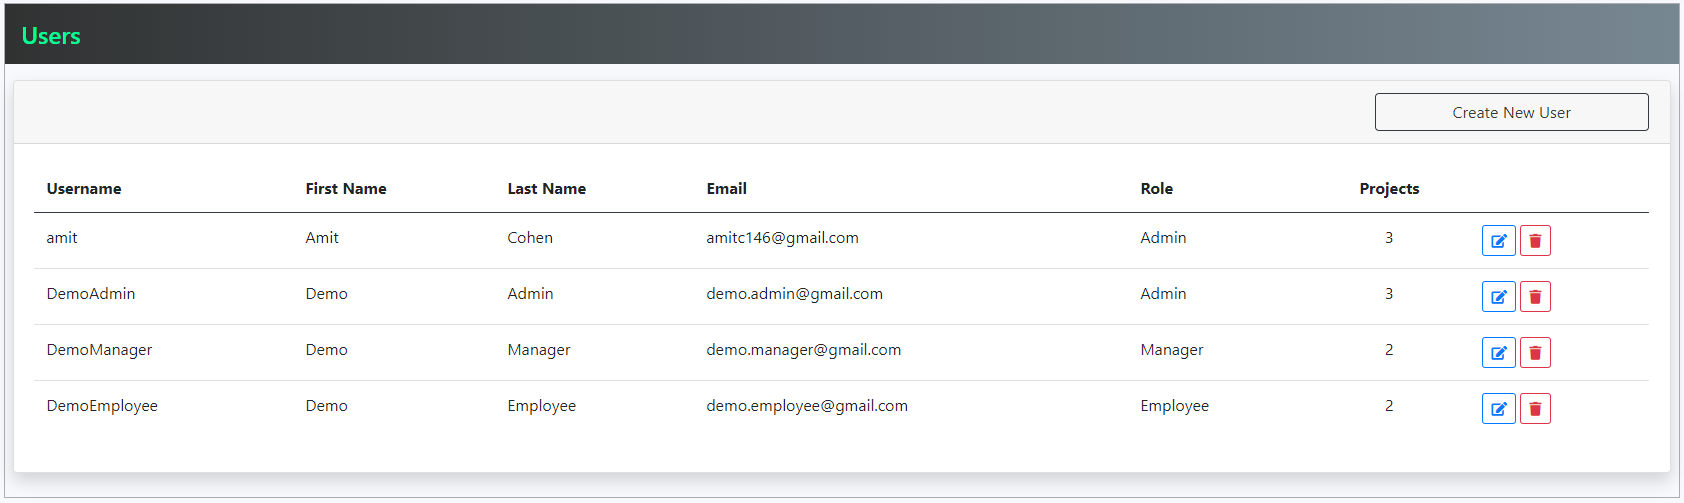 Users
Create New User
Username First Name Last Name Email Role Projects
amit Amit Cohen amitc146@gmail.com Admin 3
DemoAdmin Demo Admin demo.admin@gmail.com Admin 3
DemoManager Demo Manager demo.manager@gmail.com Manager 2
DemoEmployee Demo Employee demo.employee@gmail.com Employee 2